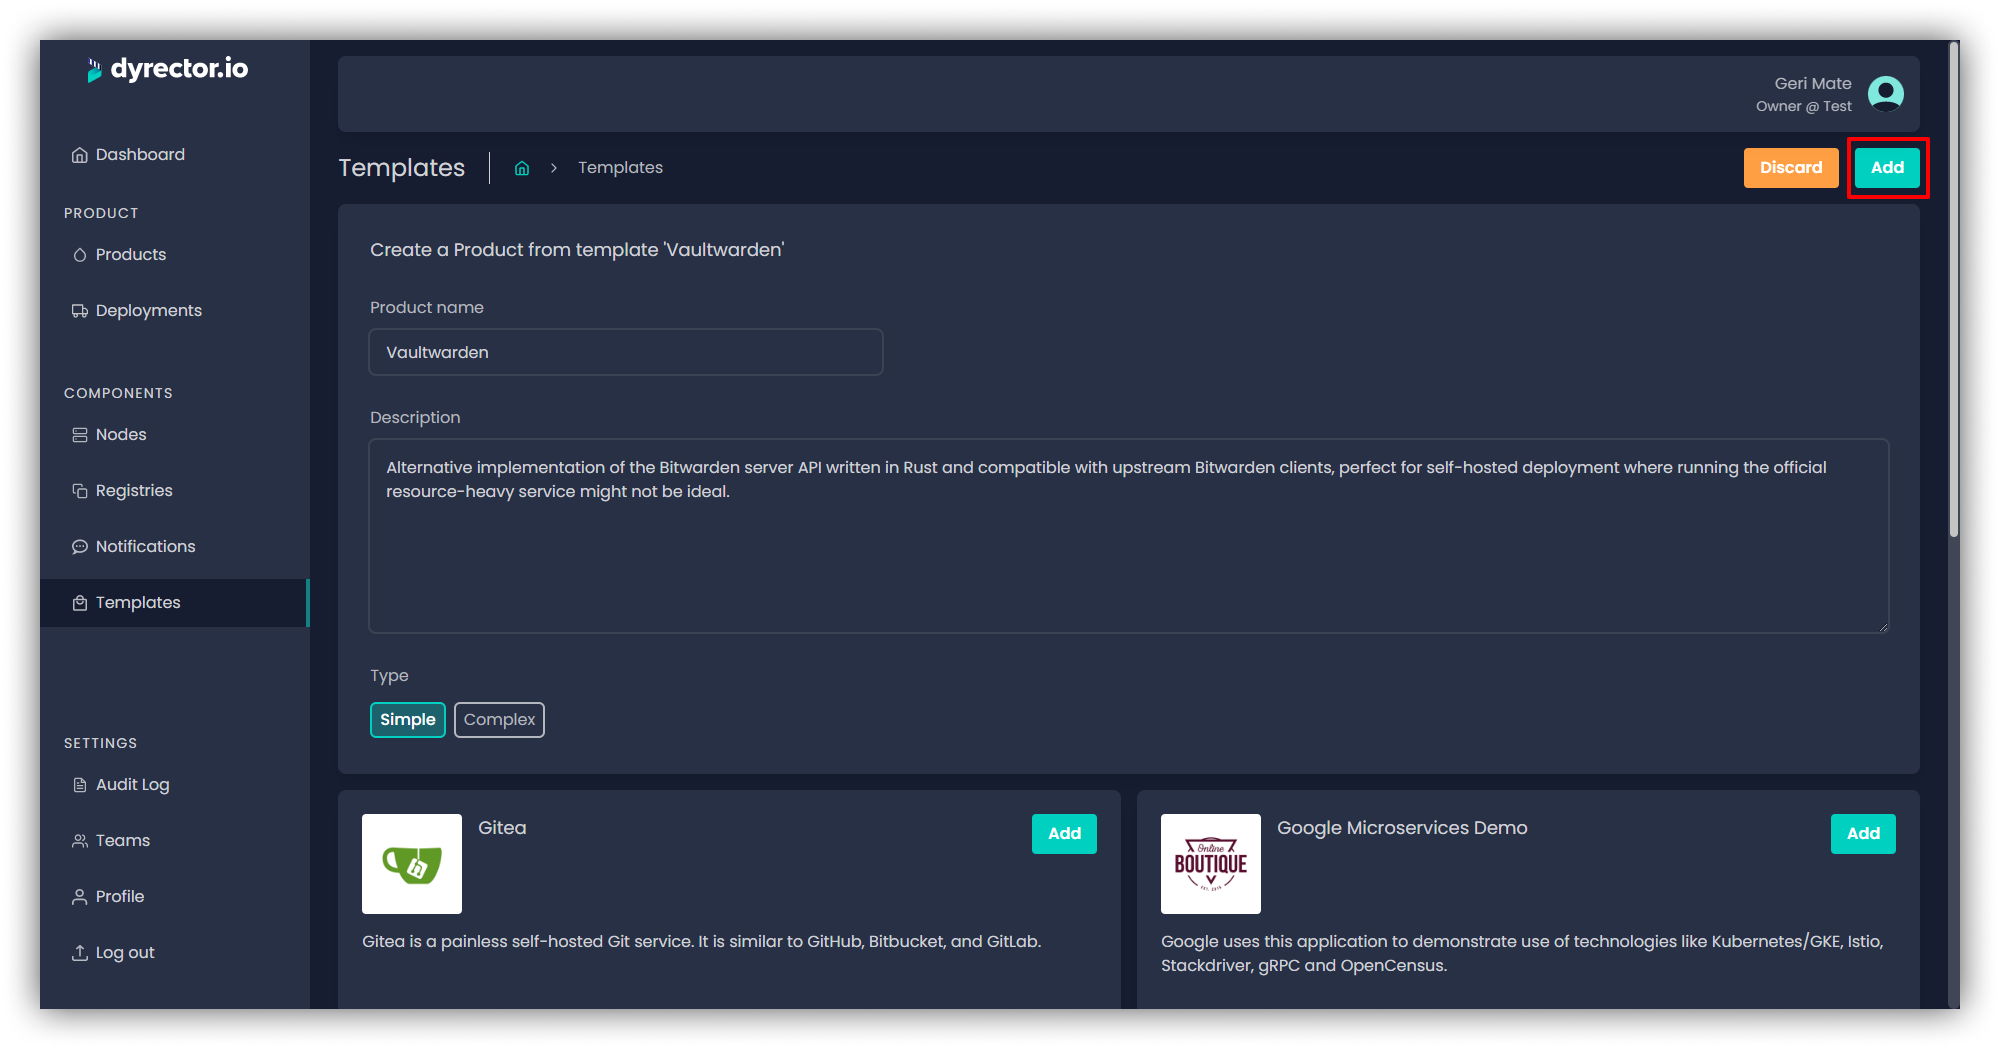 dyrector.io
Geri Mate
Owner @ Test
Dashboard
PRODUCT
Products
Deployments
COMPONENTS
Nodes
Registries
Notifications
Templates
SETTINGS
Audit Log
Teams
Profile
Log out
Templates
Templates
Discard
Add
Create a Product from template 'Vaultwarden'
Product name
Vaultwarden
Description
Alternative implementation of the Bitwarden server API written in Rust and compatible with upstream Bitwarden clients, perfect for self-hosted deployment where running the official
resource-heavy service might not be ideal.
Type
Simple
Complex
Gitea
Add
Gitea is a painless self-hosted Git service. It is similar to GitHub, Bitbucket, and GitLab.
Online
BOUTIQUE
Google Microservices Demo
Add
Google uses this application to demonstrate use of technologies like Kubernetes/GKE, Istio,
Stackdriver, gRPC and OpenCensus.